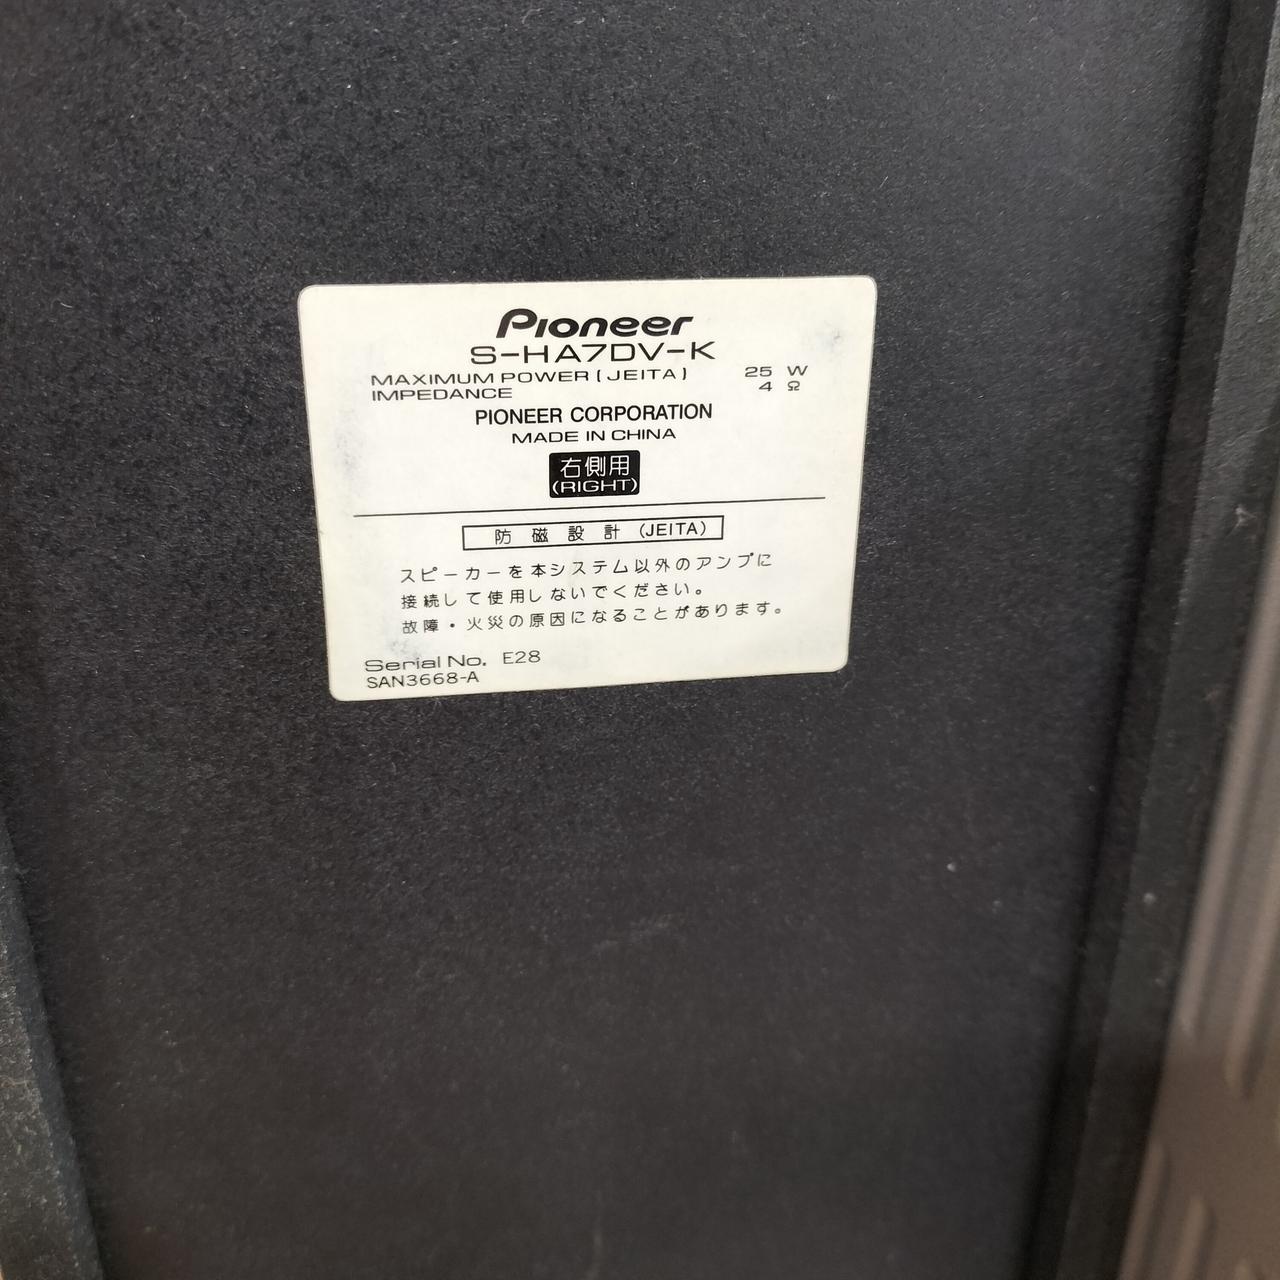 Pioneer
S-HA7DV-K
MAXIMUM POWER (JEITA) 25 W
IMPEDANCE 4 Ω
PIONEER CORPORATION
MADE IN CHINA
右側用
(RIGHT)
防磁設計 (JEITA)
スピーカーを本システム以外のアンプに
接続して使用しないでください。
故障・火災の原因になることがあります。
Serial No. E28
SAN3668-A